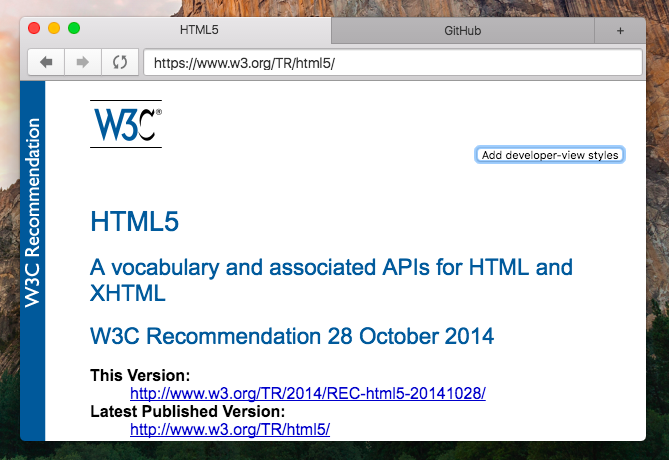 HTML5
GitHub
+
https://www.w3.org/TR/html5/
W3C Recommendation
W3C®
Add developer-view styles
HTML5
A vocabulary and associated APIs for HTML and
XHTML
W3C Recommendation 28 October 2014
This Version:
http://www.w3.org/TR/2014/REC-html5-20141028/
Latest Published Version:
http://www.w3.org/TR/html5/